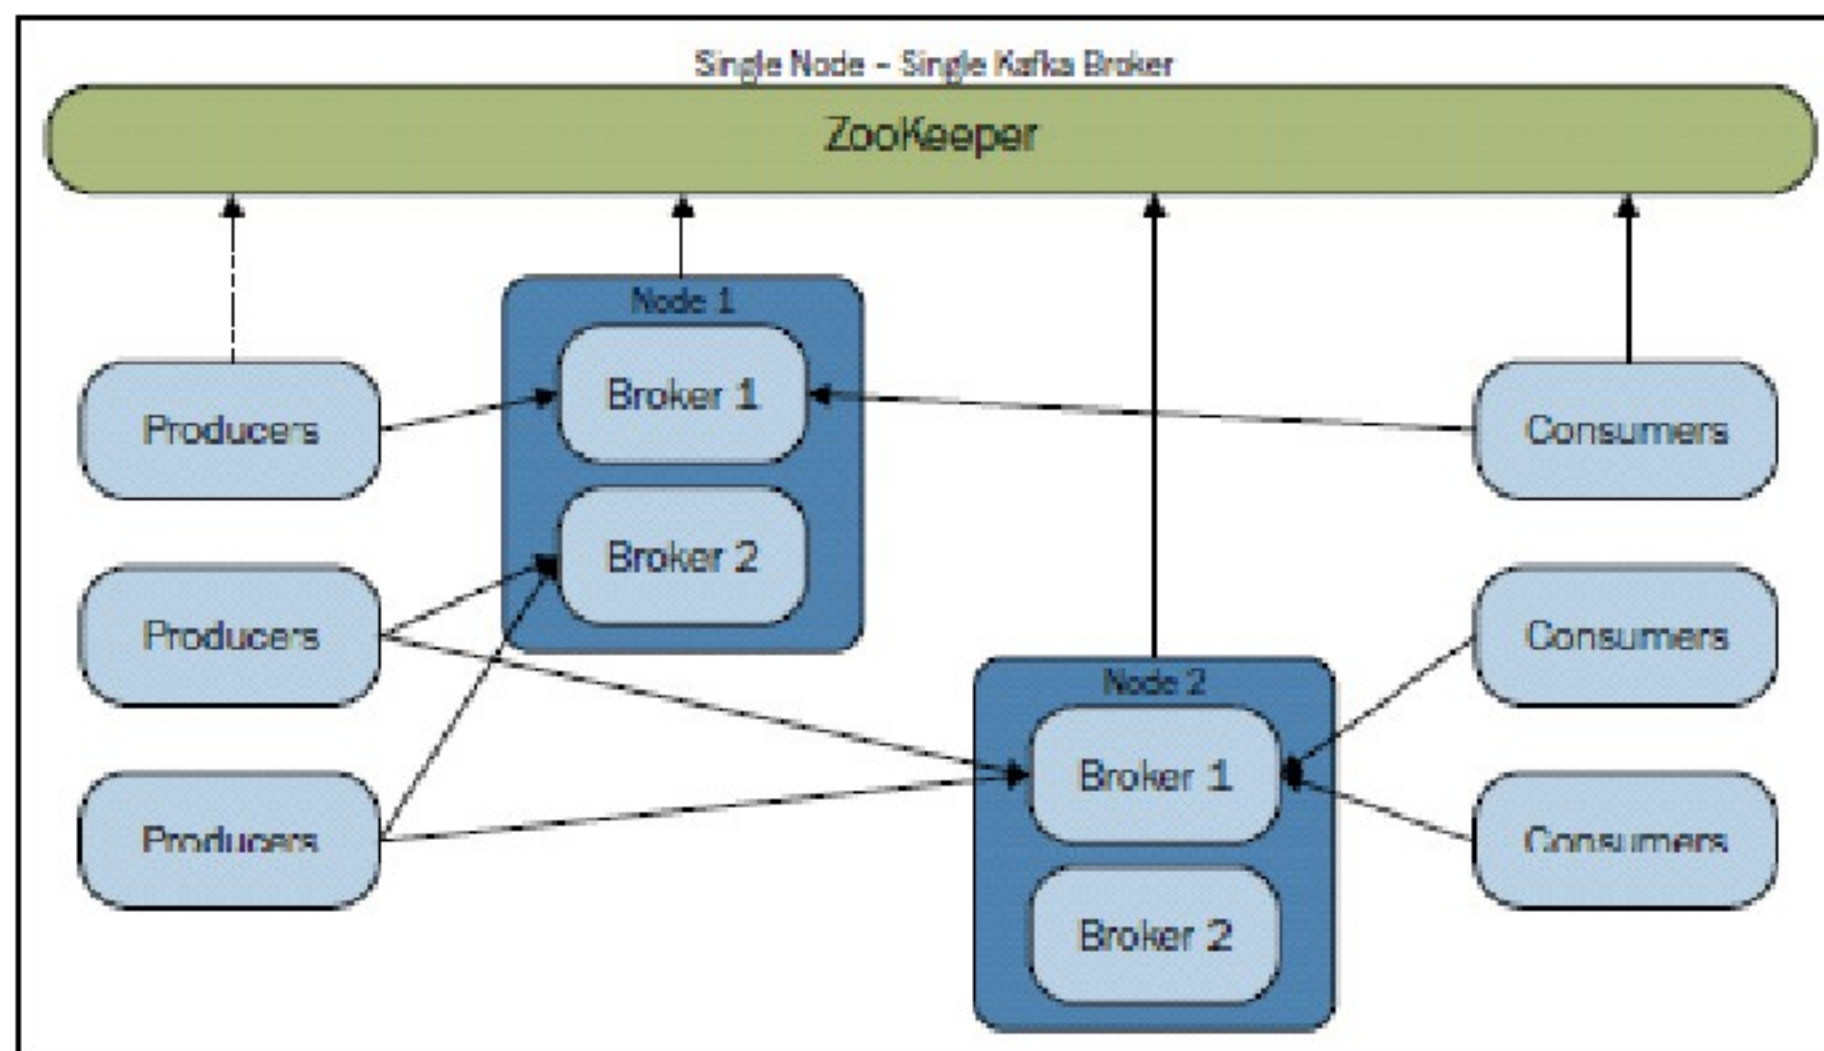 Single Node - Single Kafka Broker
ZooKeeper
Node 1
Broker 1
Producers
Consumers
Broker 2
Producers
Consumers
Node 2
Broker 1
Producers
Consumers
Broker 2